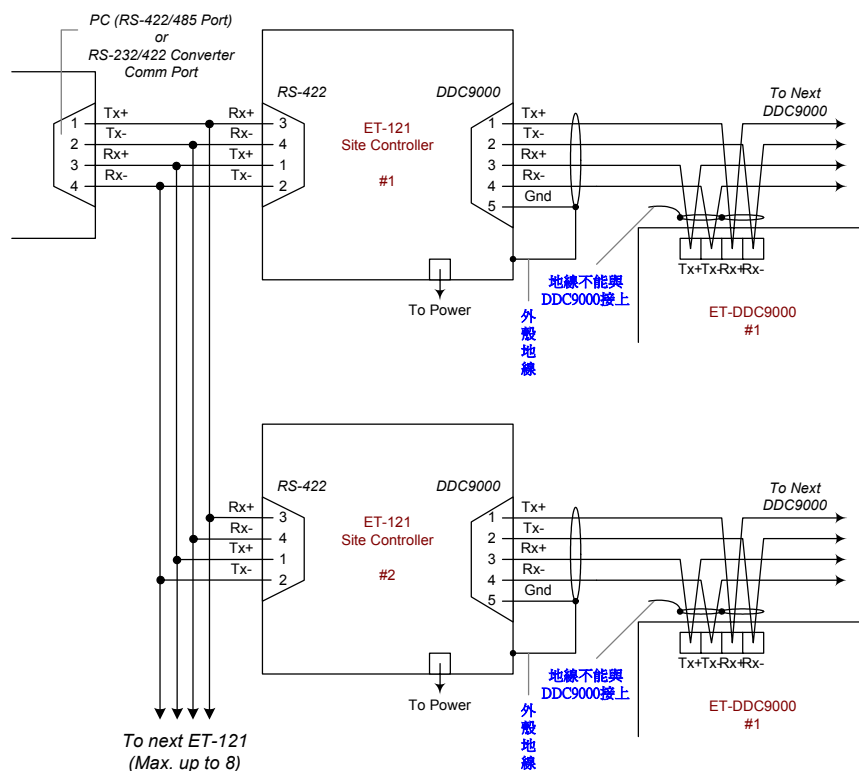 PC (RS-422/485 Port)
or
RS-232/422 Converter
Comm Port
1
2
3
4
Tx+
Tx-
Rx+
Rx-
Rx+
Rx-
Tx+
Tx-
RS-422
3
4
1
2
ET-121
Site Controller
#1
DDC9000
1
2
3
4
5
Tx+
Tx-
Rx+
Rx-
Gnd
To Next
DDC9000
To Power
外
殼
地
線
地線不能與
DDC9000接上
Tx+
Tx-
Rx+
Rx-
ET-DDC9000
#1
Rx+
Rx-
Tx+
Tx-
RS-422
3
4
1
2
ET-121
Site Controller
#2
DDC9000
1
2
3
4
5
Tx+
Tx-
Rx+
Rx-
Gnd
To Next
DDC9000
To Power
外
殼
地
線
地線不能與
DDC9000接上
Tx+
Tx-
Rx+
Rx-
ET-DDC9000
#1
To next ET-121
(Max. up to 8)